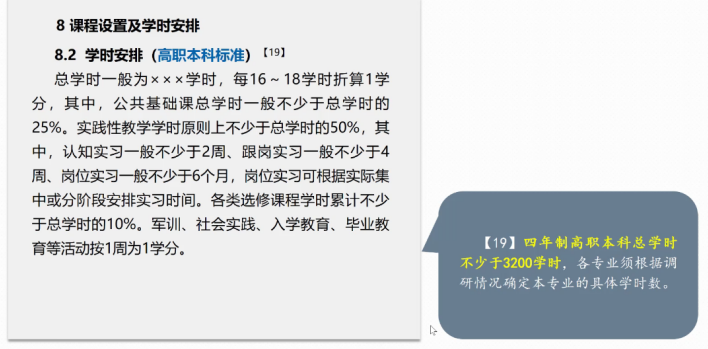 8 课程设置及学时安排
8.2 学时安排（高职本科标准）【19】
总学时一般为×××学时，每16～18学时折算1学
分，其中，公共基础课总学时一般不少于总学时的
25%。实践性教学学时原则上不少于总学时的50%，其
中，认知实习一般不少于2周、跟岗实习一般不少于4
周、岗位实习一般不少于6个月，岗位实习可根据实际集
中或分阶段安排实习时间。各类选修课程学时累计不少
于总学时的10%。军训、社会实践、入学教育、毕业教
育等活动按1周为1学分。
【19】四年制高职本科总学时
不少于3200学时，各专业须根据调
研情况确定本专业的具体学时数。